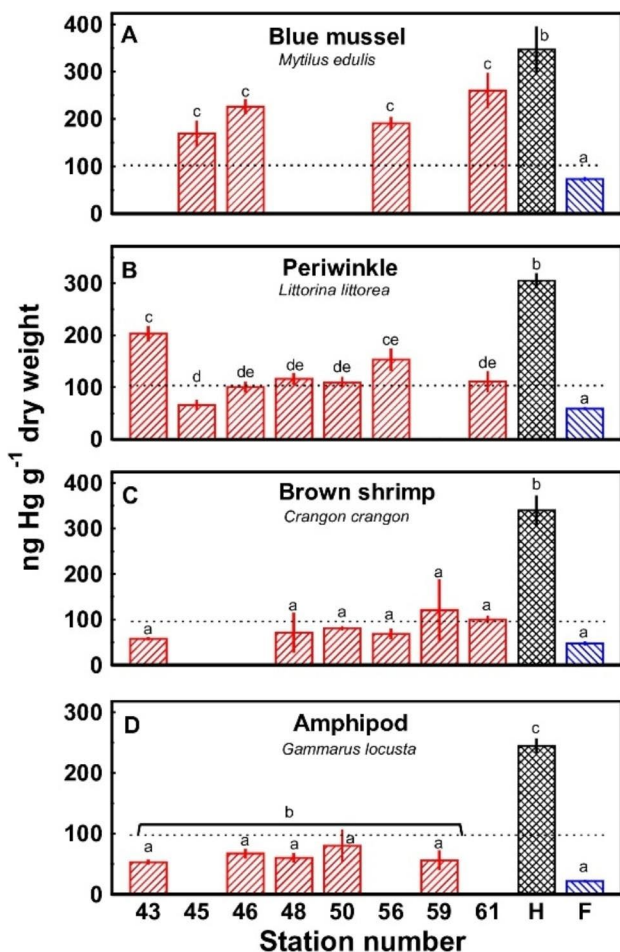 A
Blue mussel
Mytilus edulis
400
300
200
100
0
c
c
c
c
b
a
B
Periwinkle
Littorina littorea
300
200
100
0
c
d
de
de
de
ce
de
b
a
C
Brown shrimp
Crangon crangon
400
300
200
100
0
a
a
a
a
a
a
b
a
D
Amphipod
Gammarus locusta
300
200
100
0
b
a
a
a
a
a
c
a
43 45 46 48 50 56 59 61 H F
Station number
ng Hg g⁻¹ dry weight